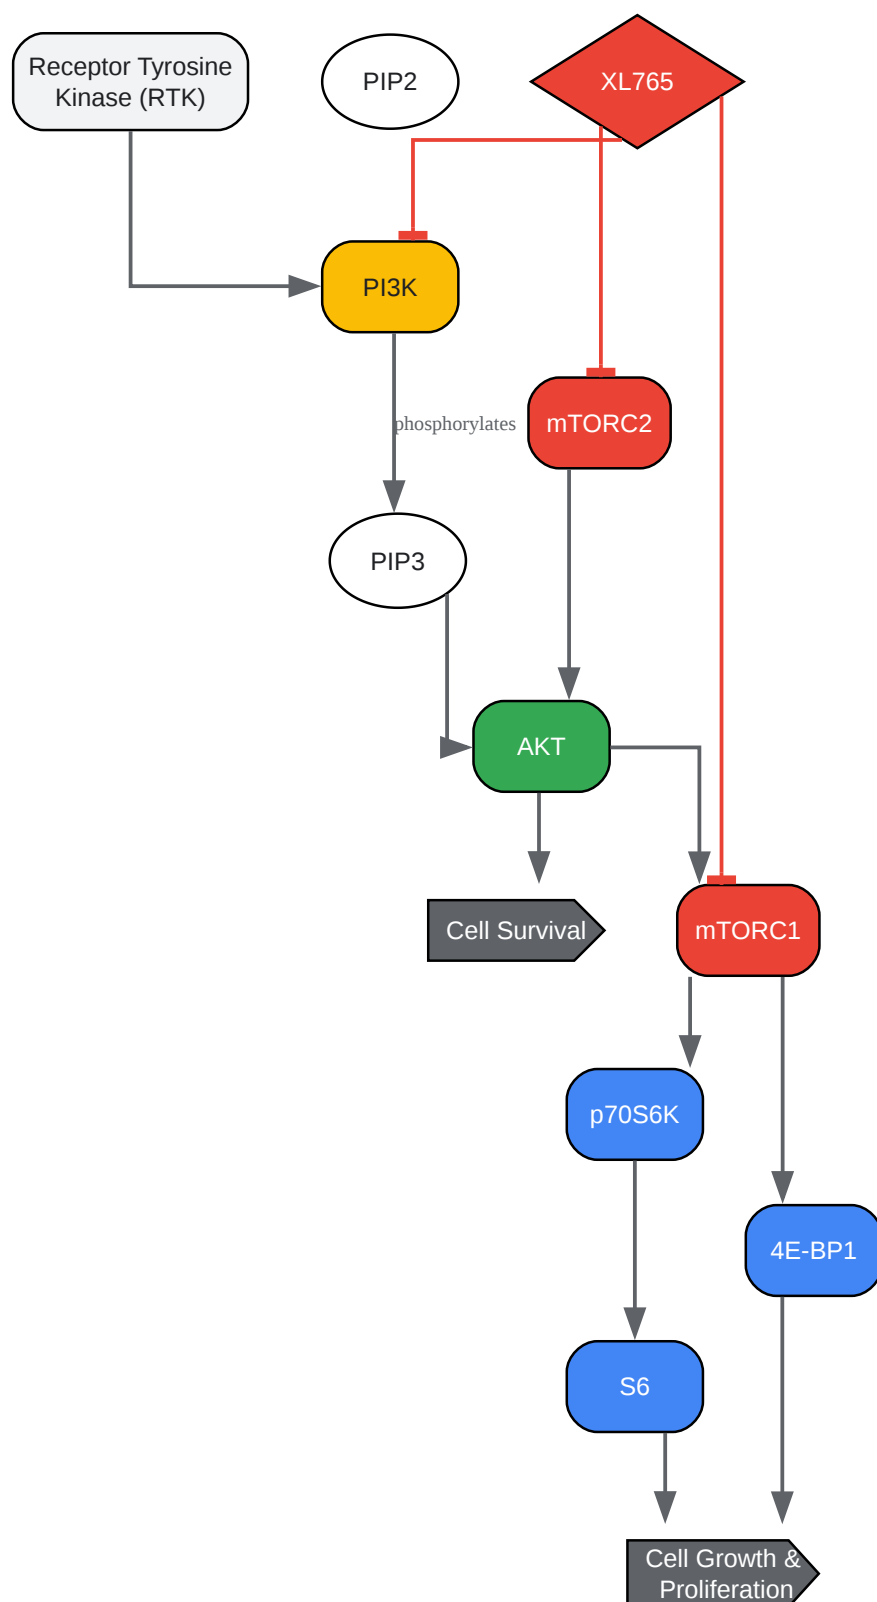 Receptor Tyrosine
Kinase (RTK)
PIP2
XL765
PI3K
phosphorylates
mTORC2
PIP3
AKT
Cell Survival
mTORC1
p70S6K
4E-BP1
S6
Cell Growth &
Proliferation